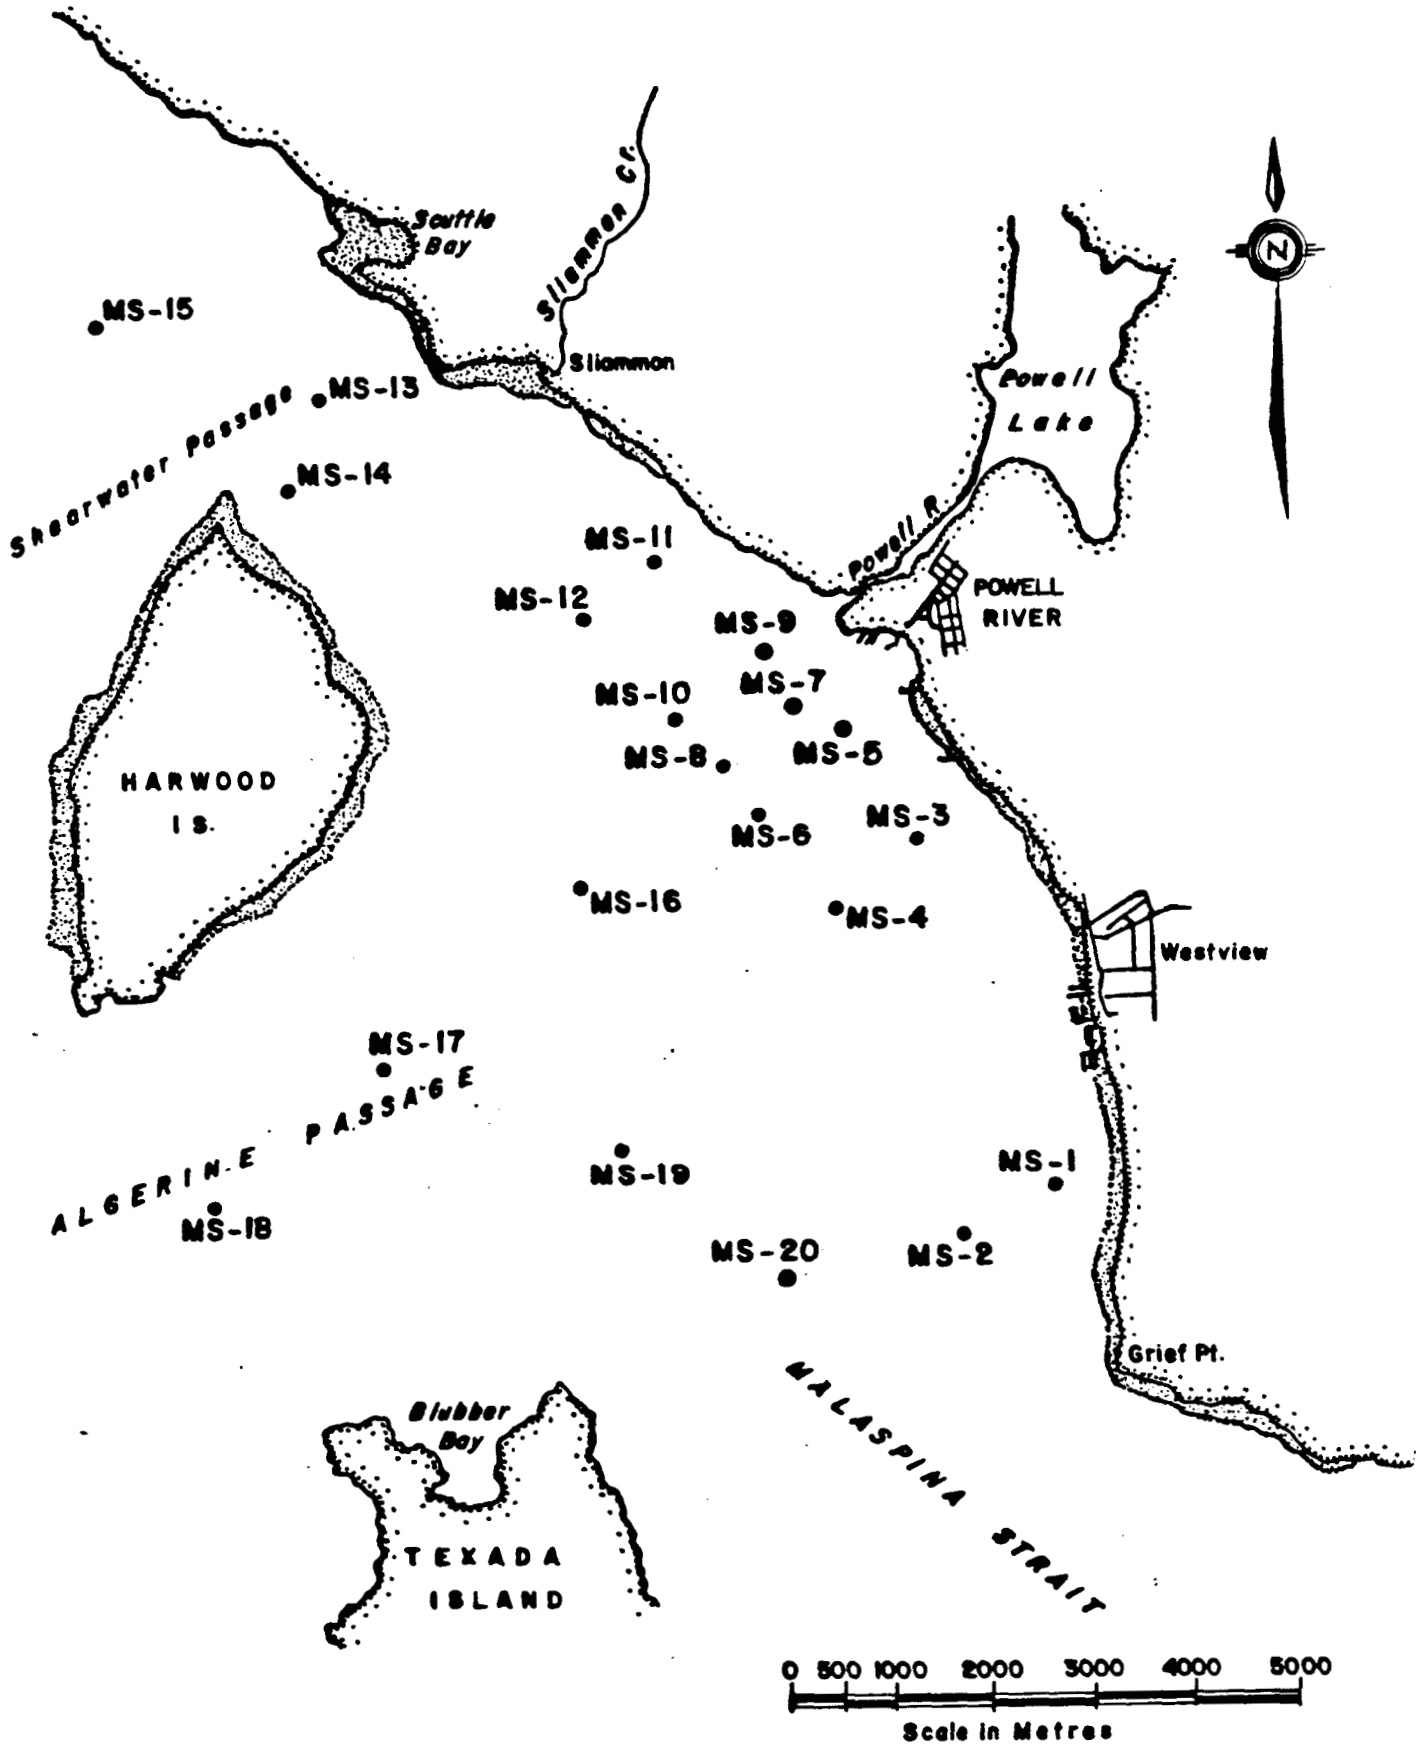 Scuttle
Bay
Sliammon Cr.
MS-15
Sliammon
MS-13
Powell
Lake
Shearwater Passage
MS-14
Powell R.
MS-11
MS-12
POWELL
RIVER
MS-9
MS-7
MS-10
MS-5
MS-8
HARWOOD
IS.
MS-3
MS-6
MS-16
MS-4
Westview
MS-17
ALGERINE PASSAGE
MS-1
MS-19
MS-18
MS-20
MS-2
Grief Pt.
MALASPINA STRAIT
Blubber
Bay
TEXADA
ISLAND
0 500 1000 2000 3000 4000 5000
Scale in Metres
N